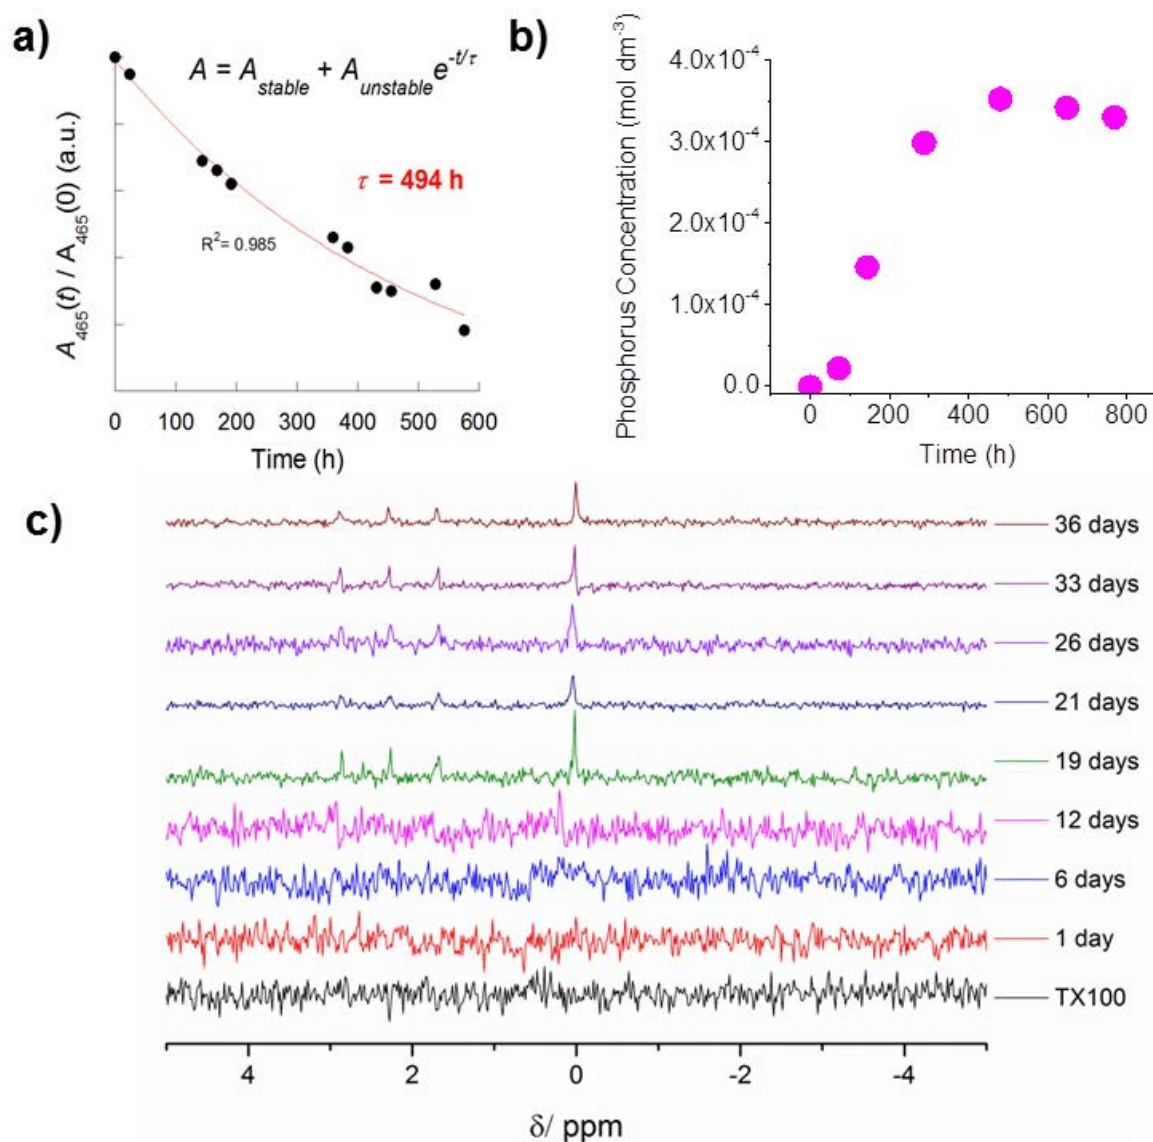 a)
A = A_stable + A_unstable e^-t/τ
τ = 494 h
R²= 0.985
A₄₆₅(t) / A₄₆₅(0) (a.u.)
0 100 200 300 400 500 600
Time (h)
b)
Phosphorus Concentration (mol dm⁻³)
4.0x10⁻⁴
3.0x10⁻⁴
2.0x10⁻⁴
1.0x10⁻⁴
0.0
0 200 400 600 800
Time (h)
c)
36 days
33 days
26 days
21 days
19 days
12 days
6 days
1 day
TX100
4 2 0 -2 -4
δ/ ppm